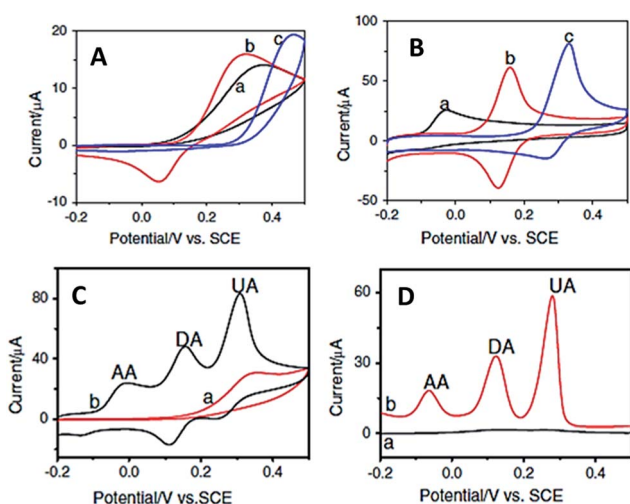 A
b
c
a
20
10
0
-10
Current/µA
-0.2 0.0 0.2 0.4
Potential/V vs. SCE
B
a
b
c
100
50
0
-50
Current/µA
-0.2 0.0 0.2 0.4
Potential/V vs. SCE
C
UA
DA
AA
b
a
80
40
0
Current/µA
-0.2 0.0 0.2 0.4
Potential/V vs.SCE
D
UA
DA
AA
b
a
60
30
0
Current/µA
-0.2 0.0 0.2 0.4
Potential/V vs. SCE